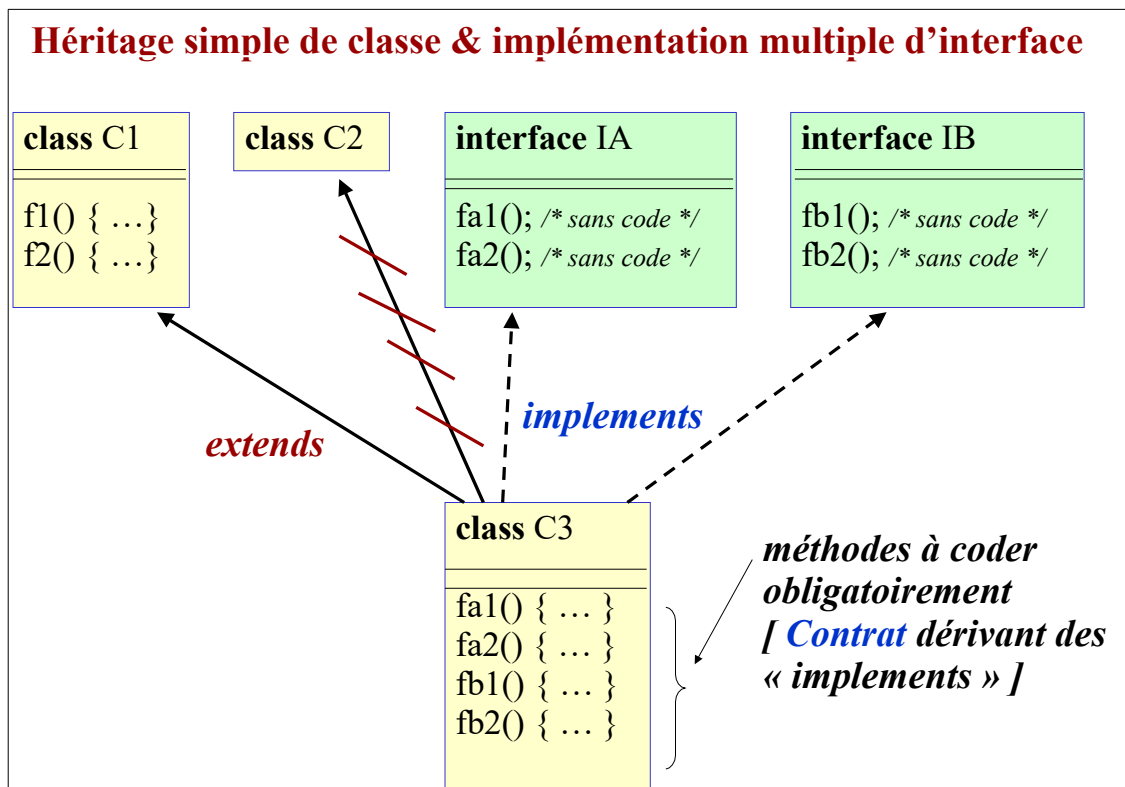 Héritage simple de classe & implémentation multiple d’interface
class C1
f1() { …}
f2() { …}
class C2
interface IA
fa1(); /* sans code */
fa2(); /* sans code */
interface IB
fb1(); /* sans code */
fb2(); /* sans code */
extends
implements
class C3
fa1() { … }
fa2() { … }
fb1() { … }
fb2() { … }
méthodes à coder
obligatoirement
[ Contrat dérivant des
« implements » ]